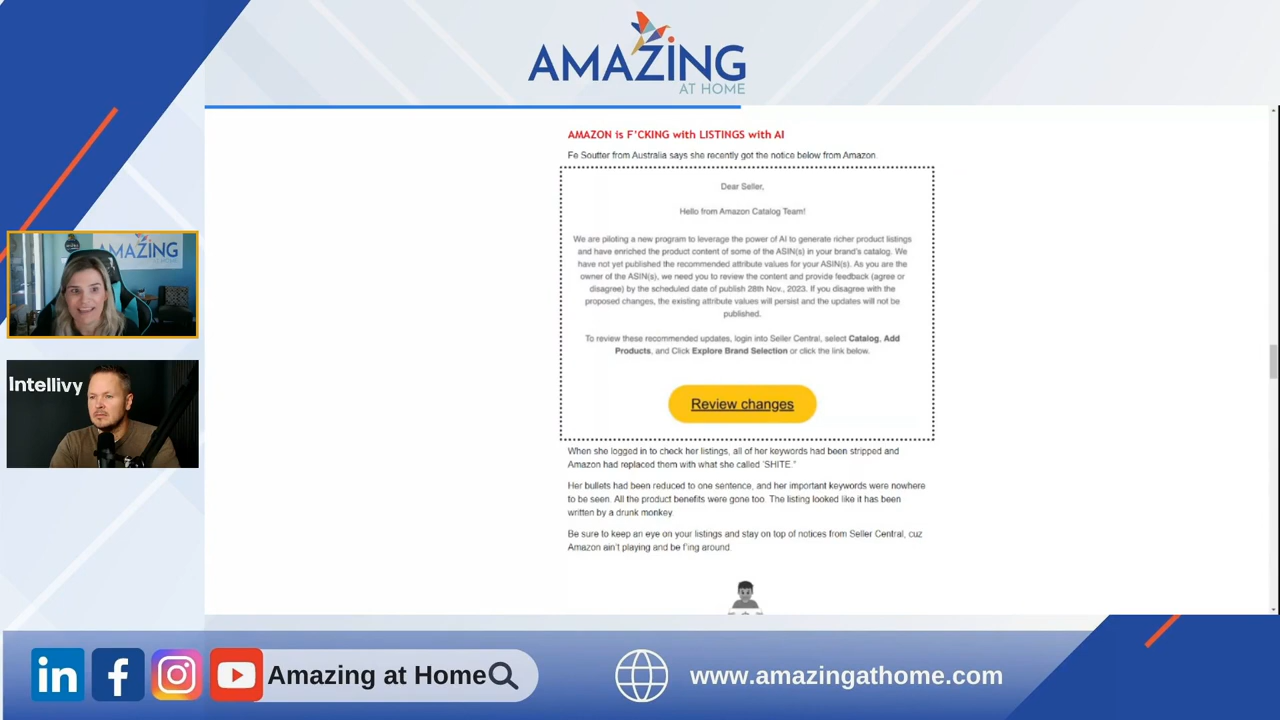 AMAZING
AT HOME
AMAZON is F'CKING with LISTINGS with AI
Fe Soutter from Australia says she recently got the notice below from Amazon.
Dear Seller,
Hello from Amazon Catalog Team!
We are piloting a new program to leverage the power of AI to generate richer product listings
and have enriched the product content of some of the ASIN(s) in your brand's catalog. We
have not yet published the recommended attribute values for your ASIN(s). As you are the
owner of the ASIN(s), we need you to review the content and provide feedback (agree or
disagree) by the scheduled date of publish 28th Nov., 2023. If you disagree with the
proposed changes, the existing attribute values will persist and the updates will not be
published.
To review these recommended updates, login into Seller Central, select Catalog, Add
Products, and Click Explore Brand Selection or click the link below.
Review changes
When she logged in to check her listings, all of her keywords had been stripped and
Amazon had replaced them with what she called 'SHITE."
Her bullets had been reduced to one sentence, and her important keywords were nowhere
to be seen. All the product benefits were gone too. The listing looked like it has been
written by a drunk monkey.
Be sure to keep an eye on your listings and stay on top of notices from Seller Central, cuz
Amazon ain't playing and be f'ing around.
AMAZING
Intellivy
in
f
Amazing at Home
www.amazingathome.com